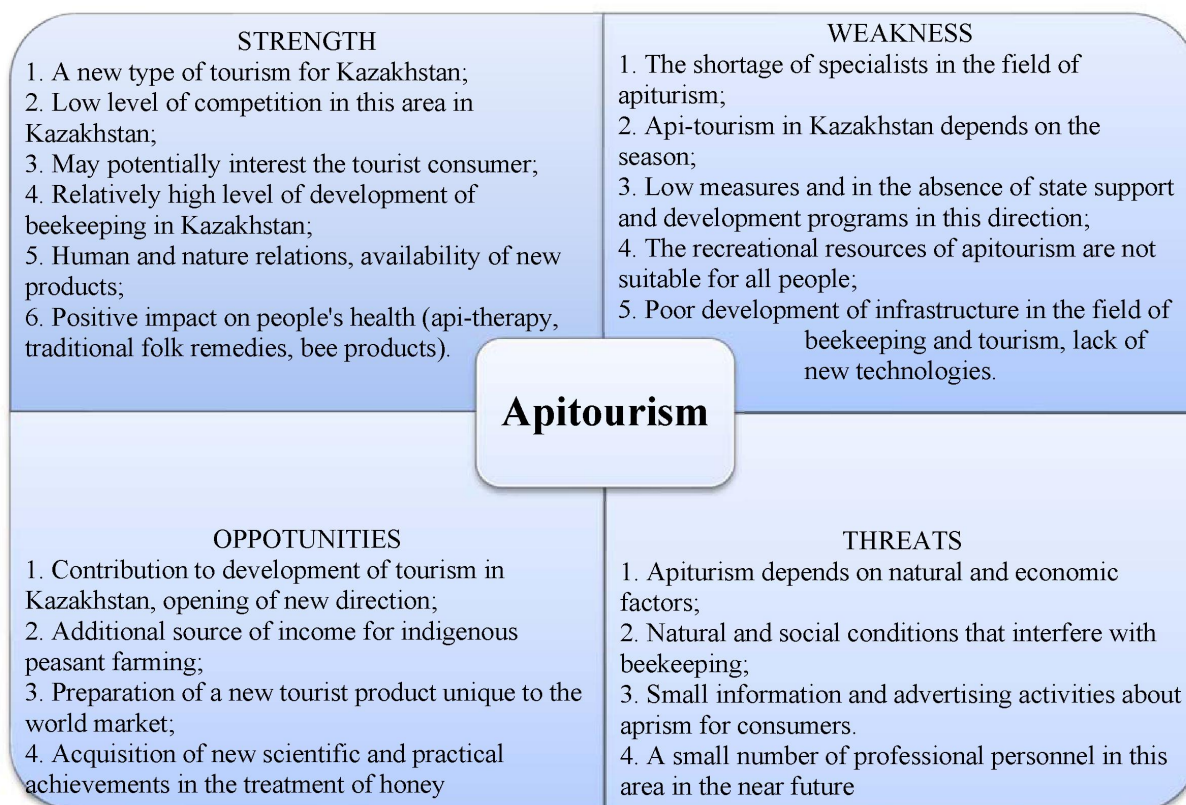 STRENGTH
1. A new type of tourism for Kazakhstan;
2. Low level of competition in this area in
Kazakhstan;
3. May potentially interest the tourist consumer;
4. Relatively high level of development of
beekeeping in Kazakhstan;
5. Human and nature relations, availability of new
products;
6. Positive impact on people's health (api-therapy,
traditional folk remedies, bee products).
WEAKNESS
1. The shortage of specialists in the field of
apiturism;
2. Api-tourism in Kazakhstan depends on the
season;
3. Low measures and in the absence of state support
and development programs in this direction;
4. The recreational resources of apitourism are not
suitable for all people;
5. Poor development of infrastructure in the field of
beekeeping and tourism, lack of
new technologies.
Apitourism
OPPOTUNITIES
1. Contribution to development of tourism in
Kazakhstan, opening of new direction;
2. Additional source of income for indigenous
peasant farming;
3. Preparation of a new tourist product unique to the
world market;
4. Acquisition of new scientific and practical
achievements in the treatment of honey
THREATS
1. Apiturism depends on natural and economic
factors;
2. Natural and social conditions that interfere with
beekeeping;
3. Small information and advertising activities about
aprism for consumers.
4. A small number of professional personnel in this
area in the near future